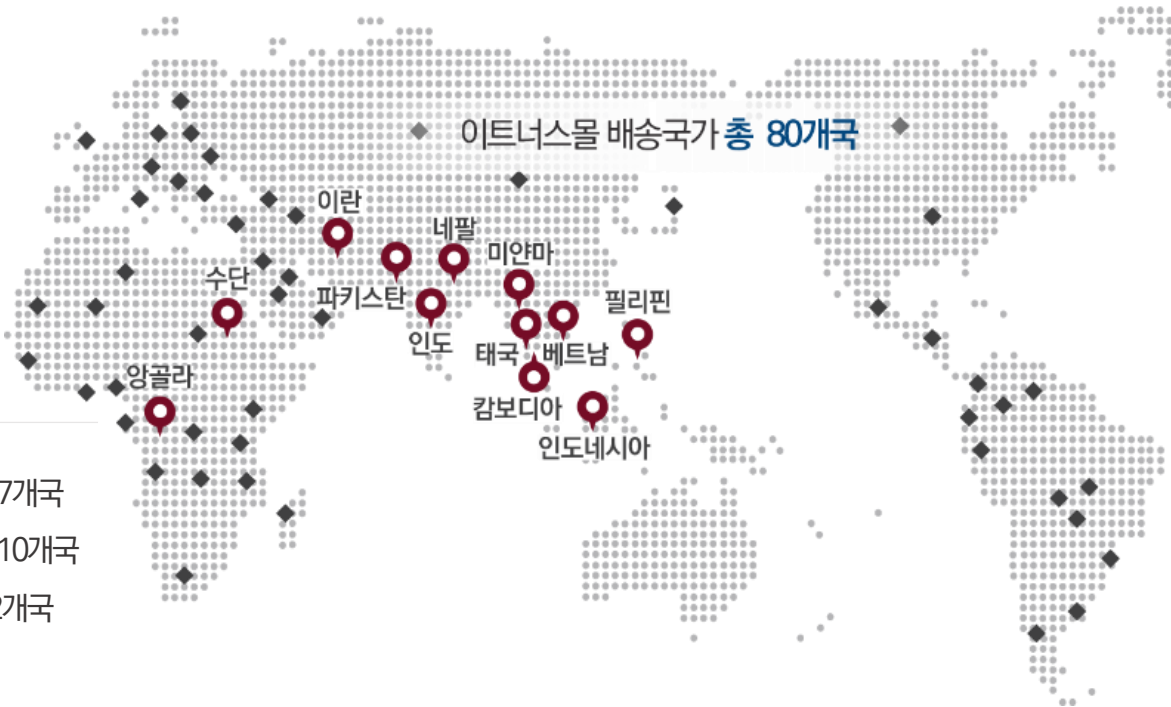 이트너스몰 배송국가 총 80개국
이란
네팔
미얀마
수단
파키스탄
필리핀
인도
태국
베트남
앙골라
캄보디아
인도네시아
7개국
10개국
2개국